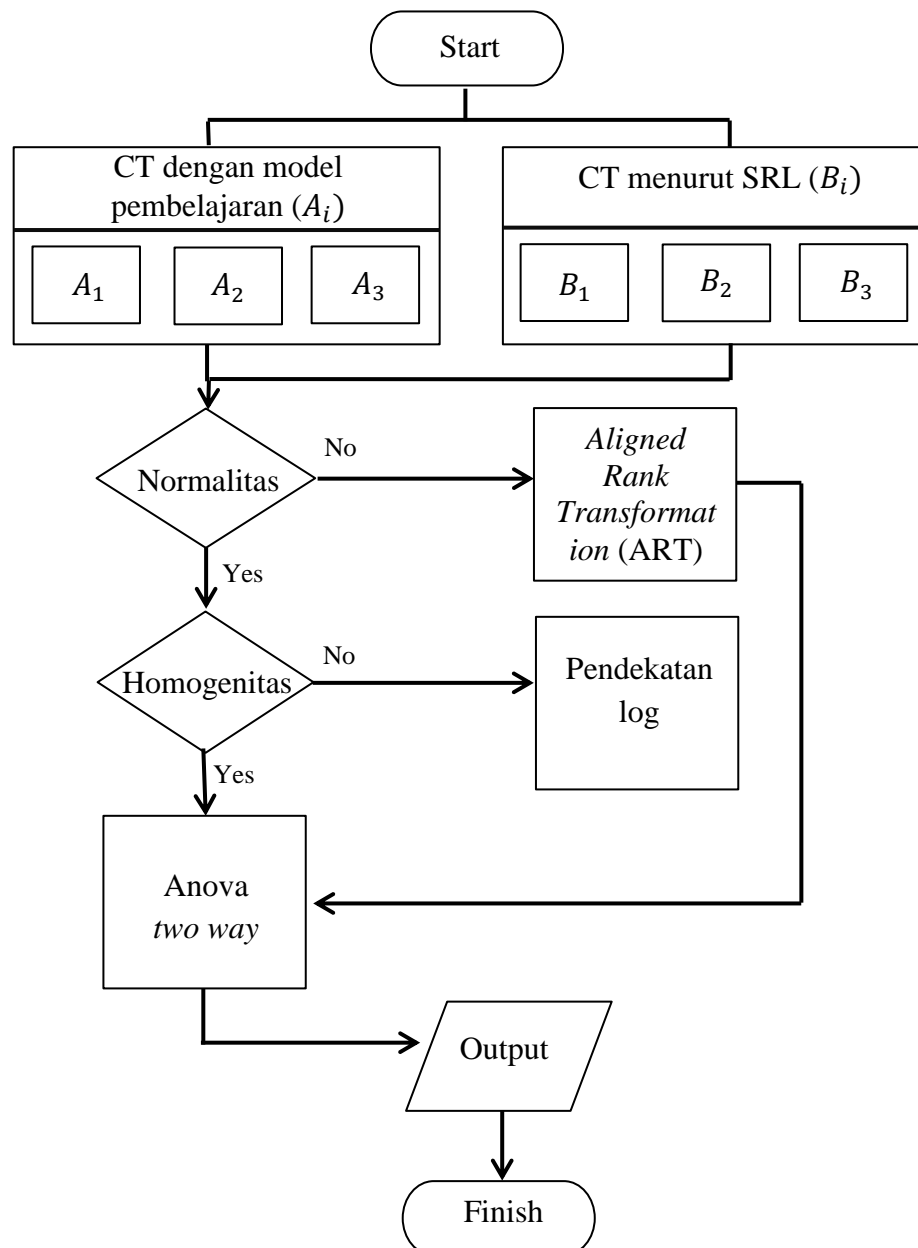 Start
CT dengan model
pembelajaran (𝐴𝑖)
CT menurut SRL (𝐵𝑖)
𝐴1
𝐴2
𝐴3
𝐵1
𝐵2
𝐵3
Normalitas
No
Aligned
Rank
Transformat
ion (ART)
Yes
Homogenitas
No
Pendekatan
log
Yes
Anova
two way
Output
Finish